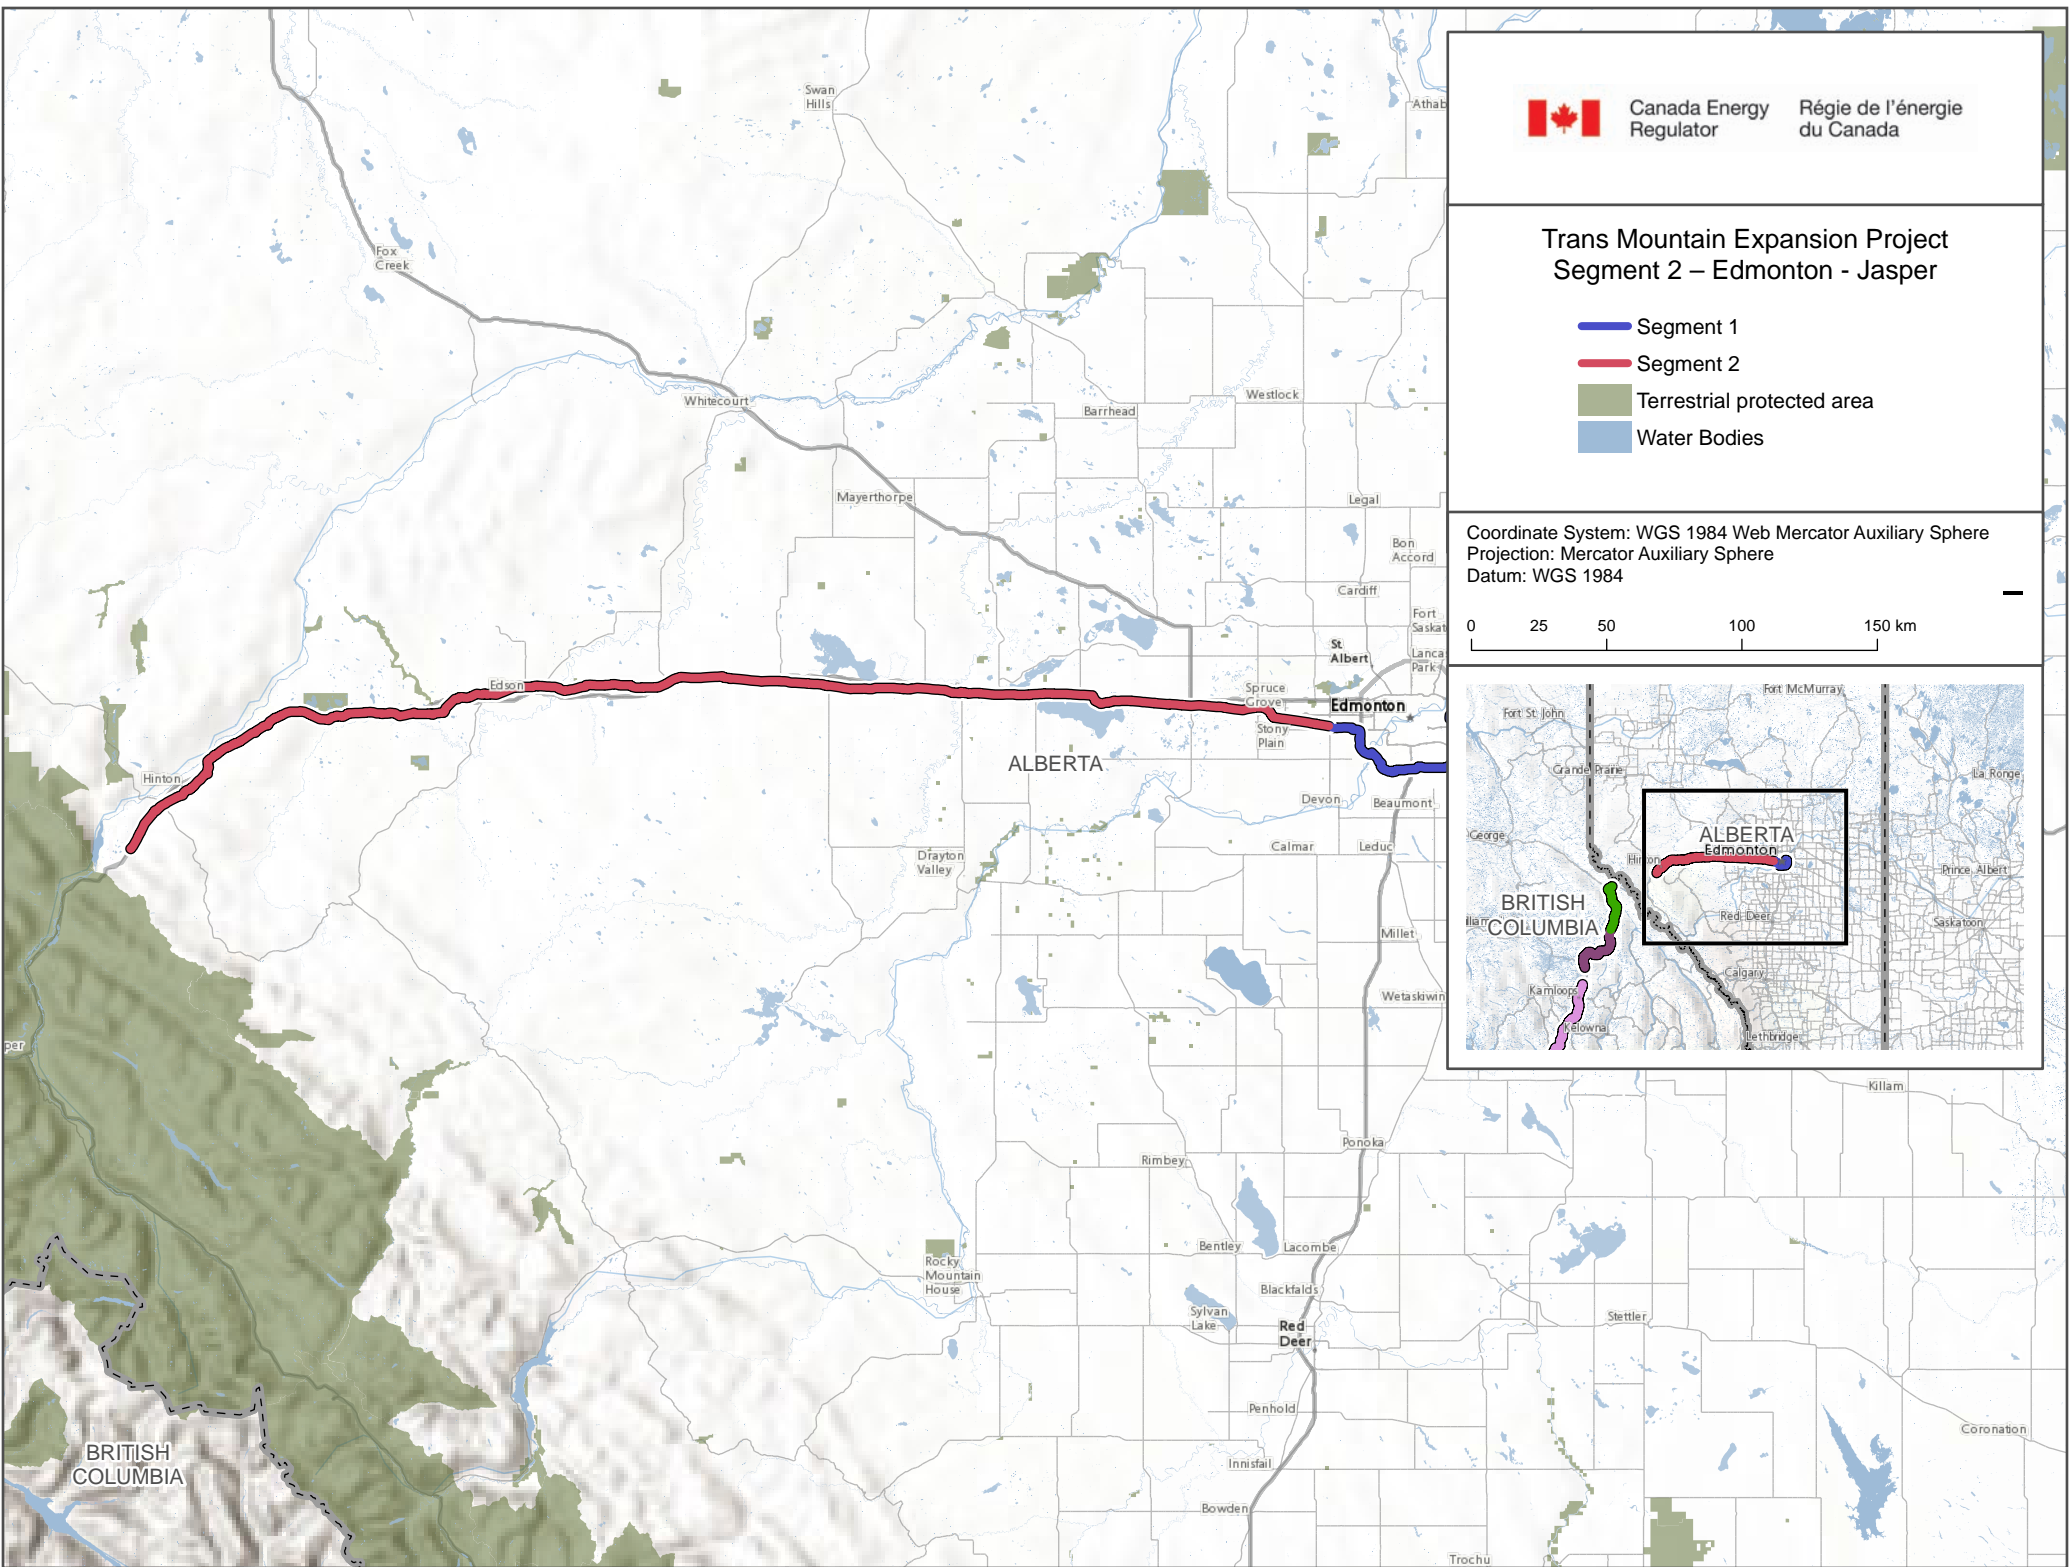 Swan
Hills
Athab
Fox
Creek
Whitecourt
Barrhead
Westlock
Mayerthorpe
Legal
Bon
Accord
Cardiff
Fort
Saskat
St.
Albert
Lanca
Park
Edson
Spruce
Grove
Edmonton
Stony
Plain
Hinton
ALBERTA
Devon
Beaumont
Calmar
Leduc
Drayton
Valley
Millet
Wetaskiwin
per
Killam
Ponoka
Rimbey
Bentley
Lacombe
Rocky
Mountain
House
Blackfalds
Sylvan
Lake
Red
Deer
Stettler
Penhold
Coronation
BRITISH
COLUMBIA
Innisfail
Bowden
Trochu
Canada Energy
Regulator
Régie de l'énergie
du Canada
Trans Mountain Expansion Project
Segment 2 – Edmonton - Jasper
Segment 1
Segment 2
Terrestrial protected area
Water Bodies
Coordinate System: WGS 1984 Web Mercator Auxiliary Sphere
Projection: Mercator Auxiliary Sphere
Datum: WGS 1984
0 25 50 100 150 km
Fort McMurray
Fort St. John
Grande Prairie
La Ronge
George
ALBERTA
Edmonton
Hinton
Prince Albert
BRITISH
COLUMBIA
Red Deer
Saskatoon
Calgary
Kamloops
Kelowna
Lethbridge